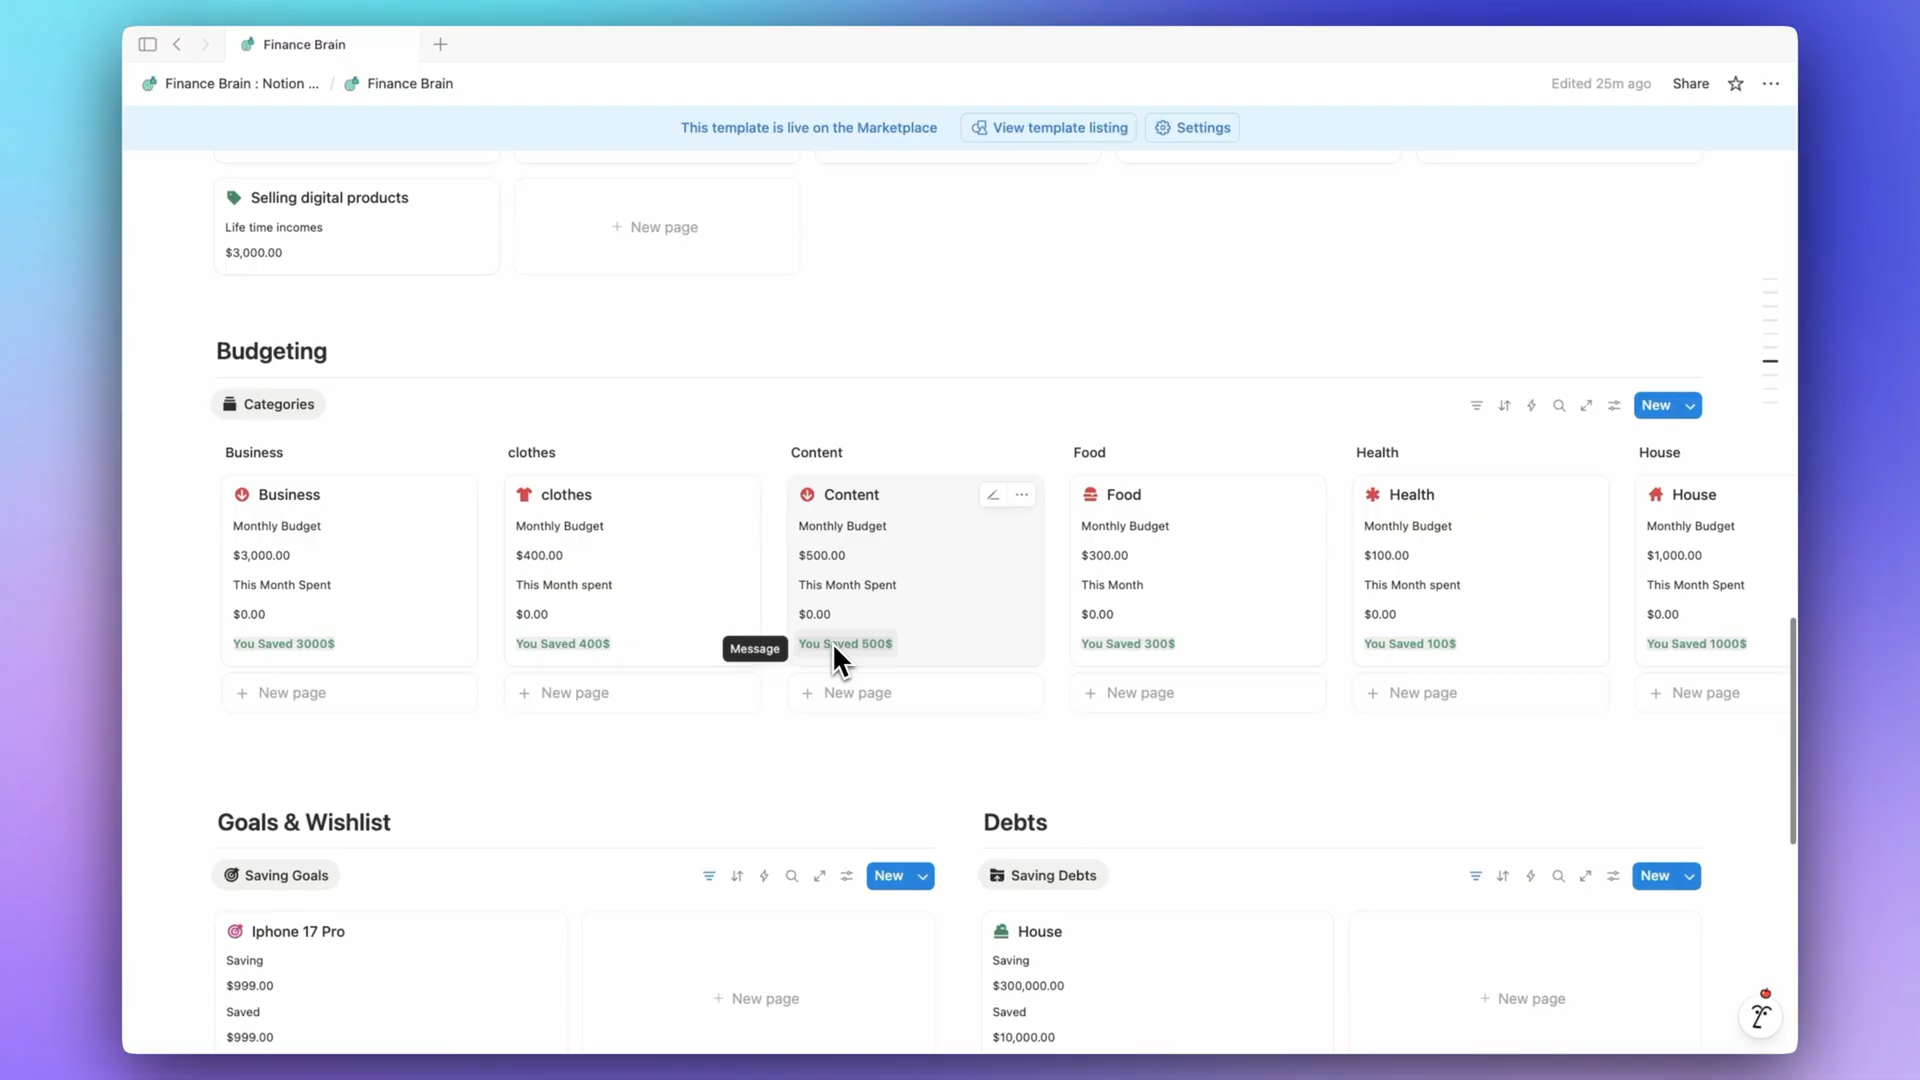 Finance Brain
Finance Brain : Notion ... / Finance Brain
Edited 25m ago Share
This template is live on the Marketplace View template listing Settings
Selling digital products
Life time incomes
$3,000.00
+ New page
Budgeting
Categories
New
Business clothes Content Food Health House
Business clothes Content Food Health House
Monthly Budget Monthly Budget Monthly Budget Monthly Budget Monthly Budget Monthly Budget
$3,000.00 $400.00 $500.00 $300.00 $100.00 $1,000.00
This Month Spent This Month spent This Month Spent This Month This Month spent This Month Spent
$0.00 $0.00 $0.00 $0.00 $0.00 $0.00
You Saved 3000$ You Saved 400$ Message You Saved 500$ You Saved 300$ You Saved 100$ You Saved 1000$
+ New page + New page + New page + New page + New page + New page
Goals & Wishlist
Saving Goals
New
Iphone 17 Pro
Saving
$999.00
Saved
$999.00
+ New page
Debts
Saving Debts
New
House
Saving
$300,000.00
Saved
$10,000.00
+ New page